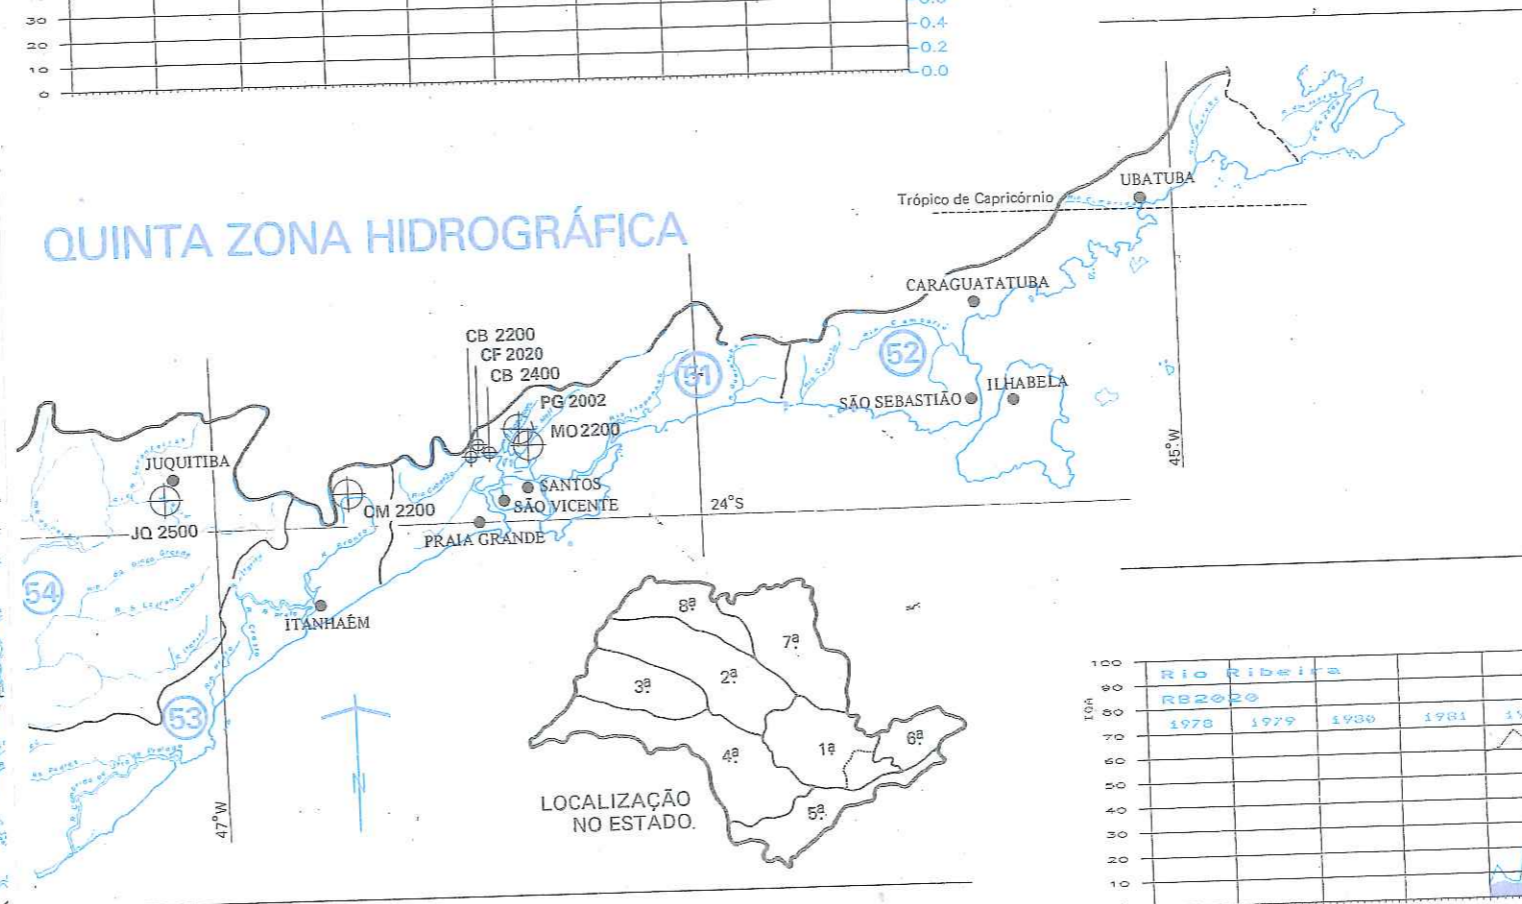 30
20
10
0
0.4
0.2
0.0
QUINTA ZONA HIDROGRÁFICA
Trópico de Capricórnio
UBATUBA
CARAGUATATUBA
52
SÃO SEBASTIÃO
ILHABELA
45°W
CB 2200
CF 2020
CB 2400
51
PG 2002
MO 2200
JUQUITIBA
JQ 2500
CM 2200
SANTOS
SÃO VICENTE
PRAIA GRANDE
24°S
54
ITANHAÉM
53
47°W
N
8ª
7ª
2ª
3ª
4ª
1ª
6ª
5ª
LOCALIZAÇÃO
NO ESTADO.
IQA
100
90
80
70
60
50
40
30
20
10
Rio Ribeira
RB2020
1978 1979 1980 1981